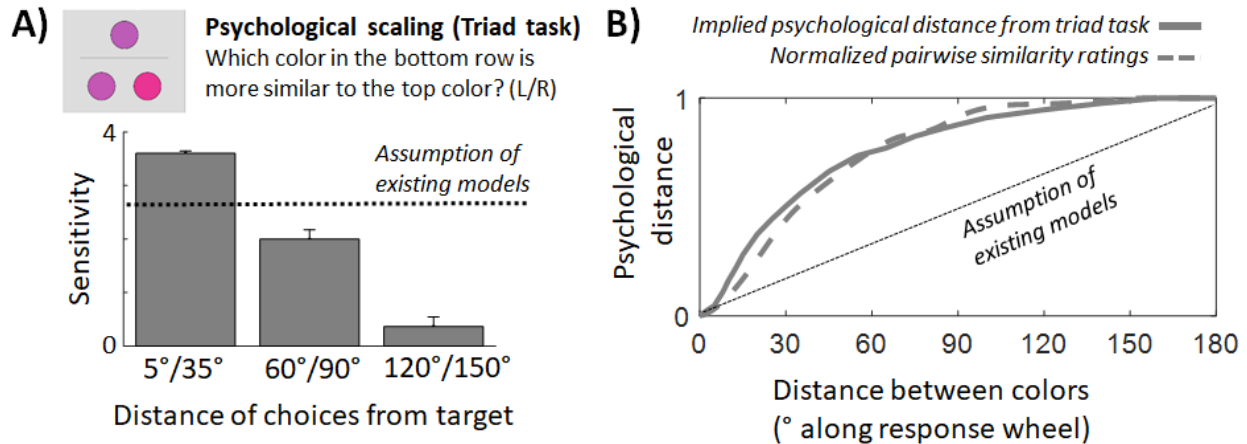 A)
Psychological scaling (Triad task)
Which color in the bottom row is
more similar to the top color? (L/R)
4
Assumption of
existing models
Sensitivity
0
5°/35°
60°/90°
120°/150°
Distance of choices from target
B)
Implied psychological distance from triad task
Normalized pairwise similarity ratings
1
Psychological
distance
Assumption of
existing models
0
0 30 60 90 120 150 180
Distance between colors
(° along response wheel)